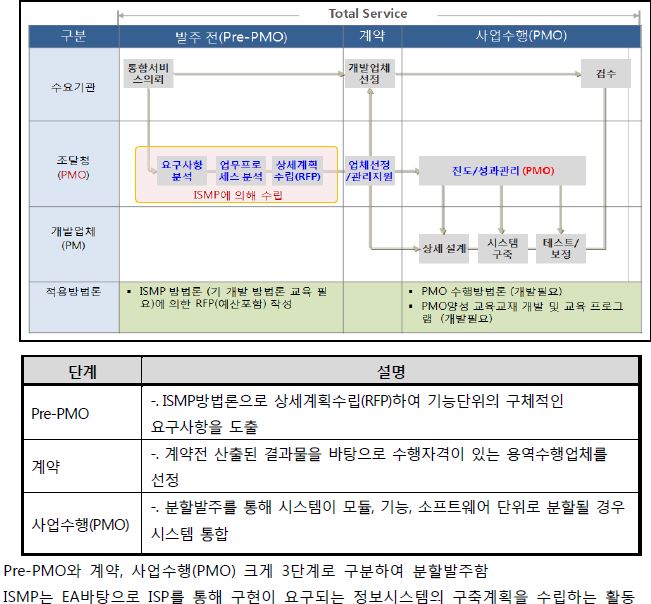 Total Service
구분
발주 전(Pre-PMO)
계약
사업수행(PMO)
수요기관
통합서비
스의뢰
개발업체
선정
검수
조달청
(PMO)
요구사항
분석
업무프로
세스 분석
상세계획
수립(RFP)
ISMP에 의해 수립
업체선정
/관리지원
진도/성과관리 (PMO)
개발업체
(PM)
상세 설계
시스템
구축
테스트/
보정
적용방법론
▪ ISMP 방법론 (기 개발 방법론 교육 필
요)에 의한 RFP(예산포함) 작성
▪ PMO 수행방법론 (개발필요)
▪ PMO양성 교육교재 개발 및 교육 프로그
램 (개발필요)
단계
설명
Pre-PMO
-. ISMP방법론으로 상세계획수립(RFP)하여 기능단위의 구체적인
요구사항을 도출
계약
-. 계약전 산출된 결과물을 바탕으로 수행자격이 있는 용역수행업체를
선정
사업수행(PMO)
-. 분할발주를 통해 시스템이 모듈, 기능, 소프트웨어 단위로 분할될 경우
시스템 통합
Pre-PMO와 계약, 사업수행(PMO) 크게 3단계로 구분하여 분할발주함
ISMP는 EA바탕으로 ISP를 통해 구현이 요구되는 정보시스템의 구축계획을 수립하는 활동